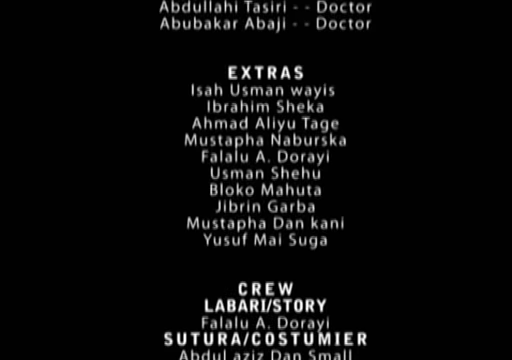 Abdullahi Tasiri - - Doctor
Abubakar Abaji - - Doctor
EXTRAS
Isah Usman wayis
Ibrahim Sheka
Ahmad Aliyu Tage
Mustapha Naburska
Falalu A. Dorayi
Usman Shehu
Bloko Mahuta
Jibrin Garba
Mustapha Dan kani
Yusuf Mai Suga
CREW
LABARI/STORY
Falalu A. Dorayi
SUTURA/COSTUMIER
Abdul aziz Dan Small